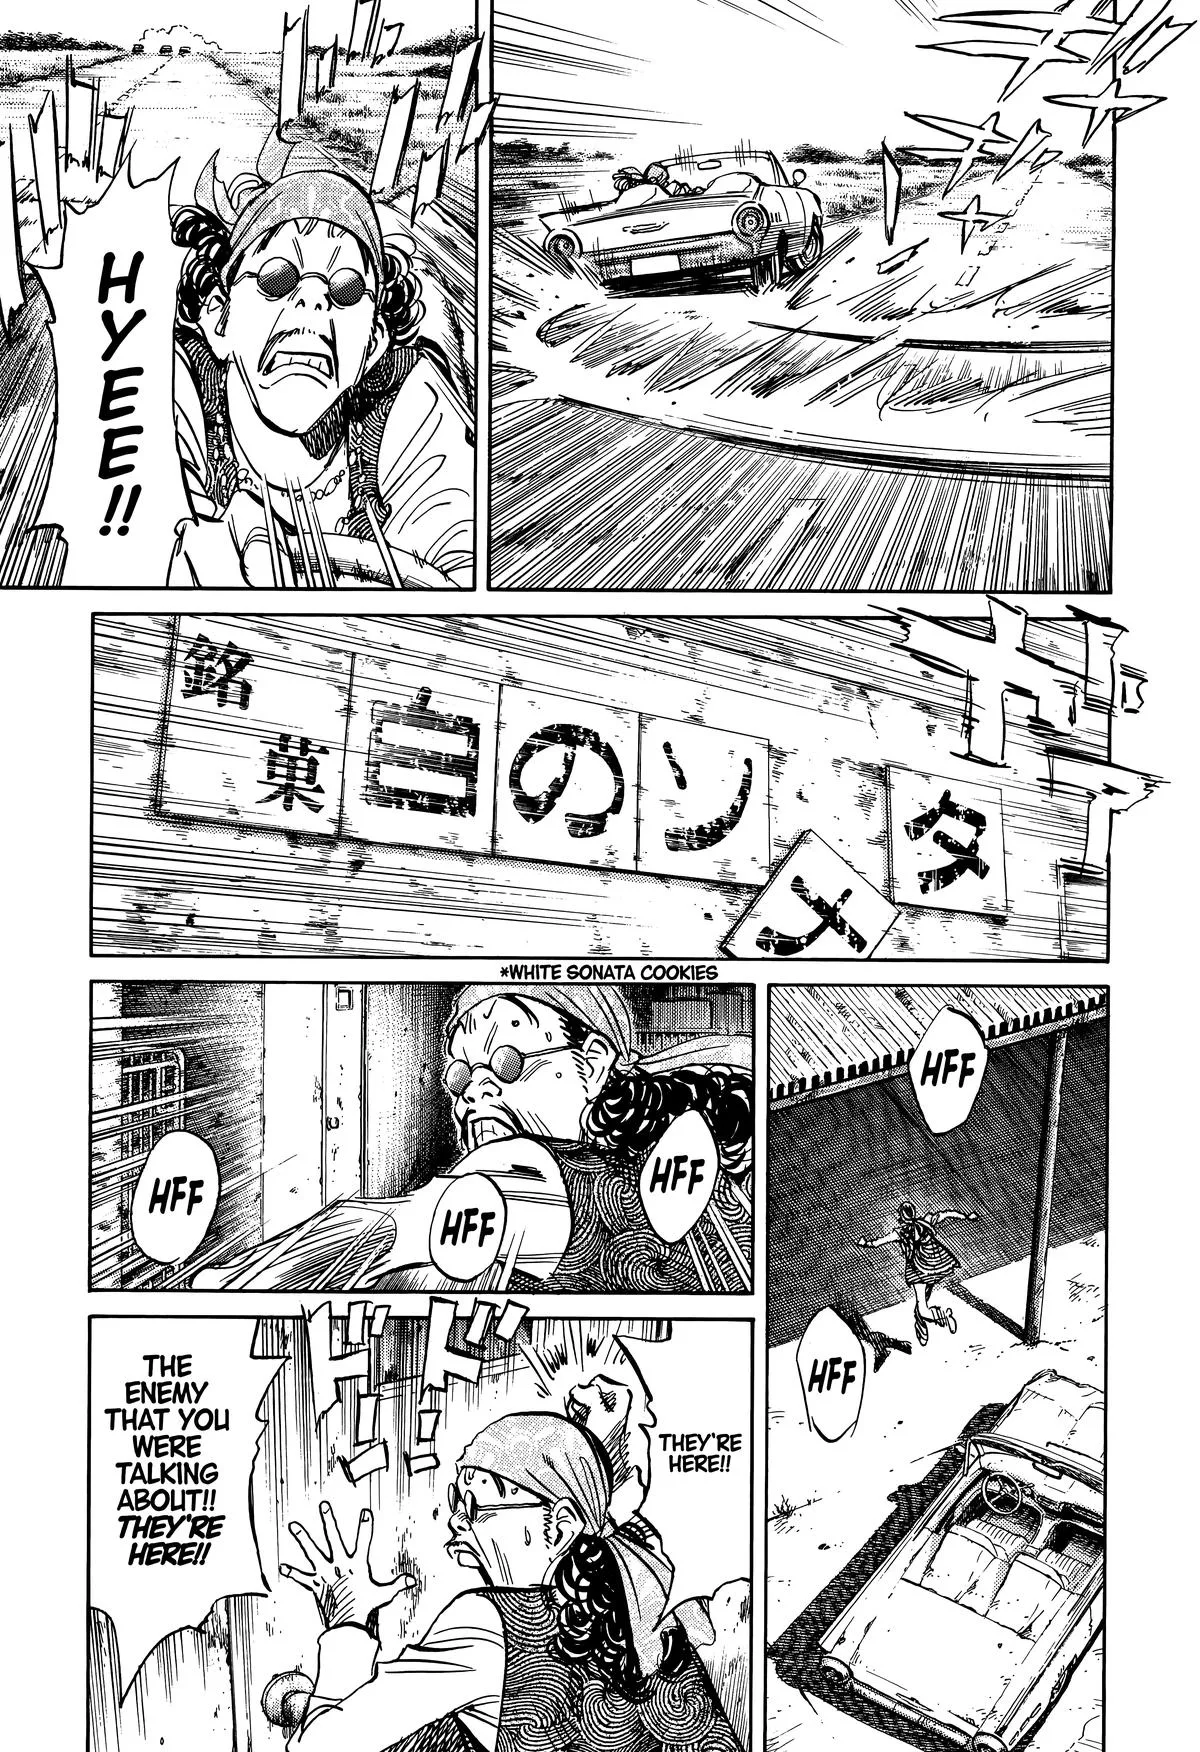 HYEE!!
銘菓
白のソナタ
*WHITE SONATA COOKIES
HFF
HFF
HFF
HFF
HFF
THEY'RE
HERE!!
THE
ENEMY
THAT YOU
WERE
TALKING
ABOUT!!
THEY'RE
HERE!!